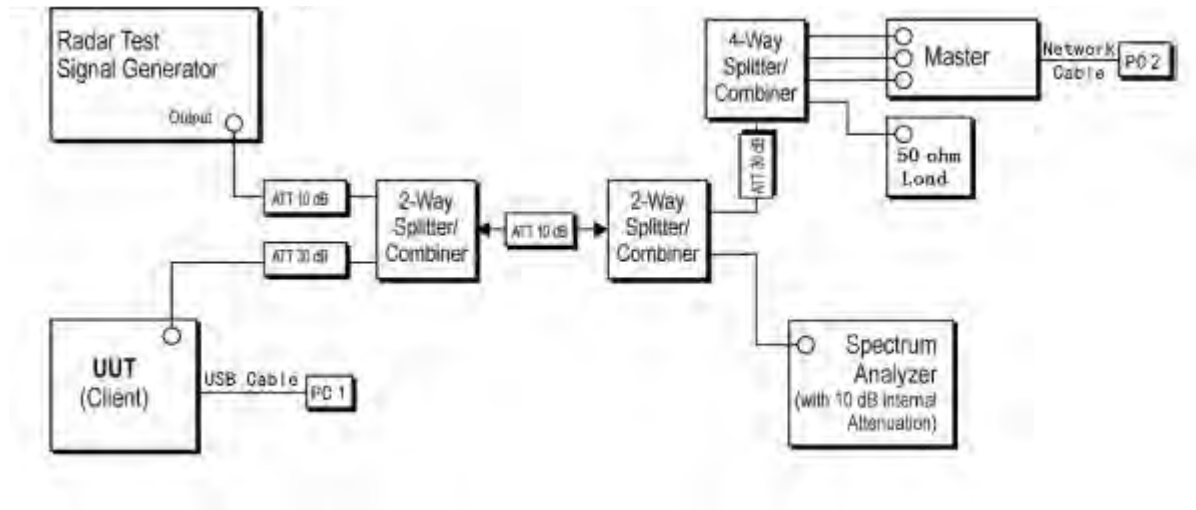 Radar Test
Signal Generator
Output
ATT 10 dB
ATT 30 dB
2-Way
Splitter/
Combiner
ATT 10 dB
2-Way
Splitter/
Combiner
4-Way
Splitter/
Combiner
ATT 30 dB
Master
Network
Cable
PC 2
50 ohm
Load
UUT
(Client)
USB Cable
PC 1
Spectrum
Analyzer
(with 10 dB Internal
Attenuation)